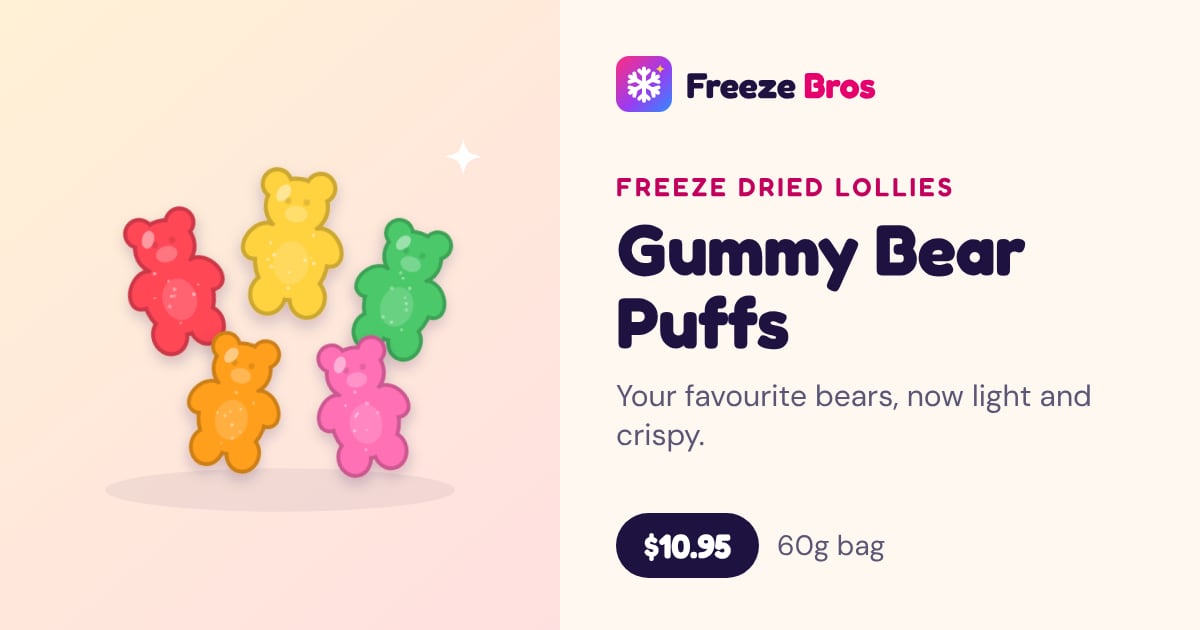 Freeze Bros
FREEZE DRIED LOLLIES
Gummy Bear
Puffs
Your favourite bears, now light and
crispy.
$10.95 60g bag